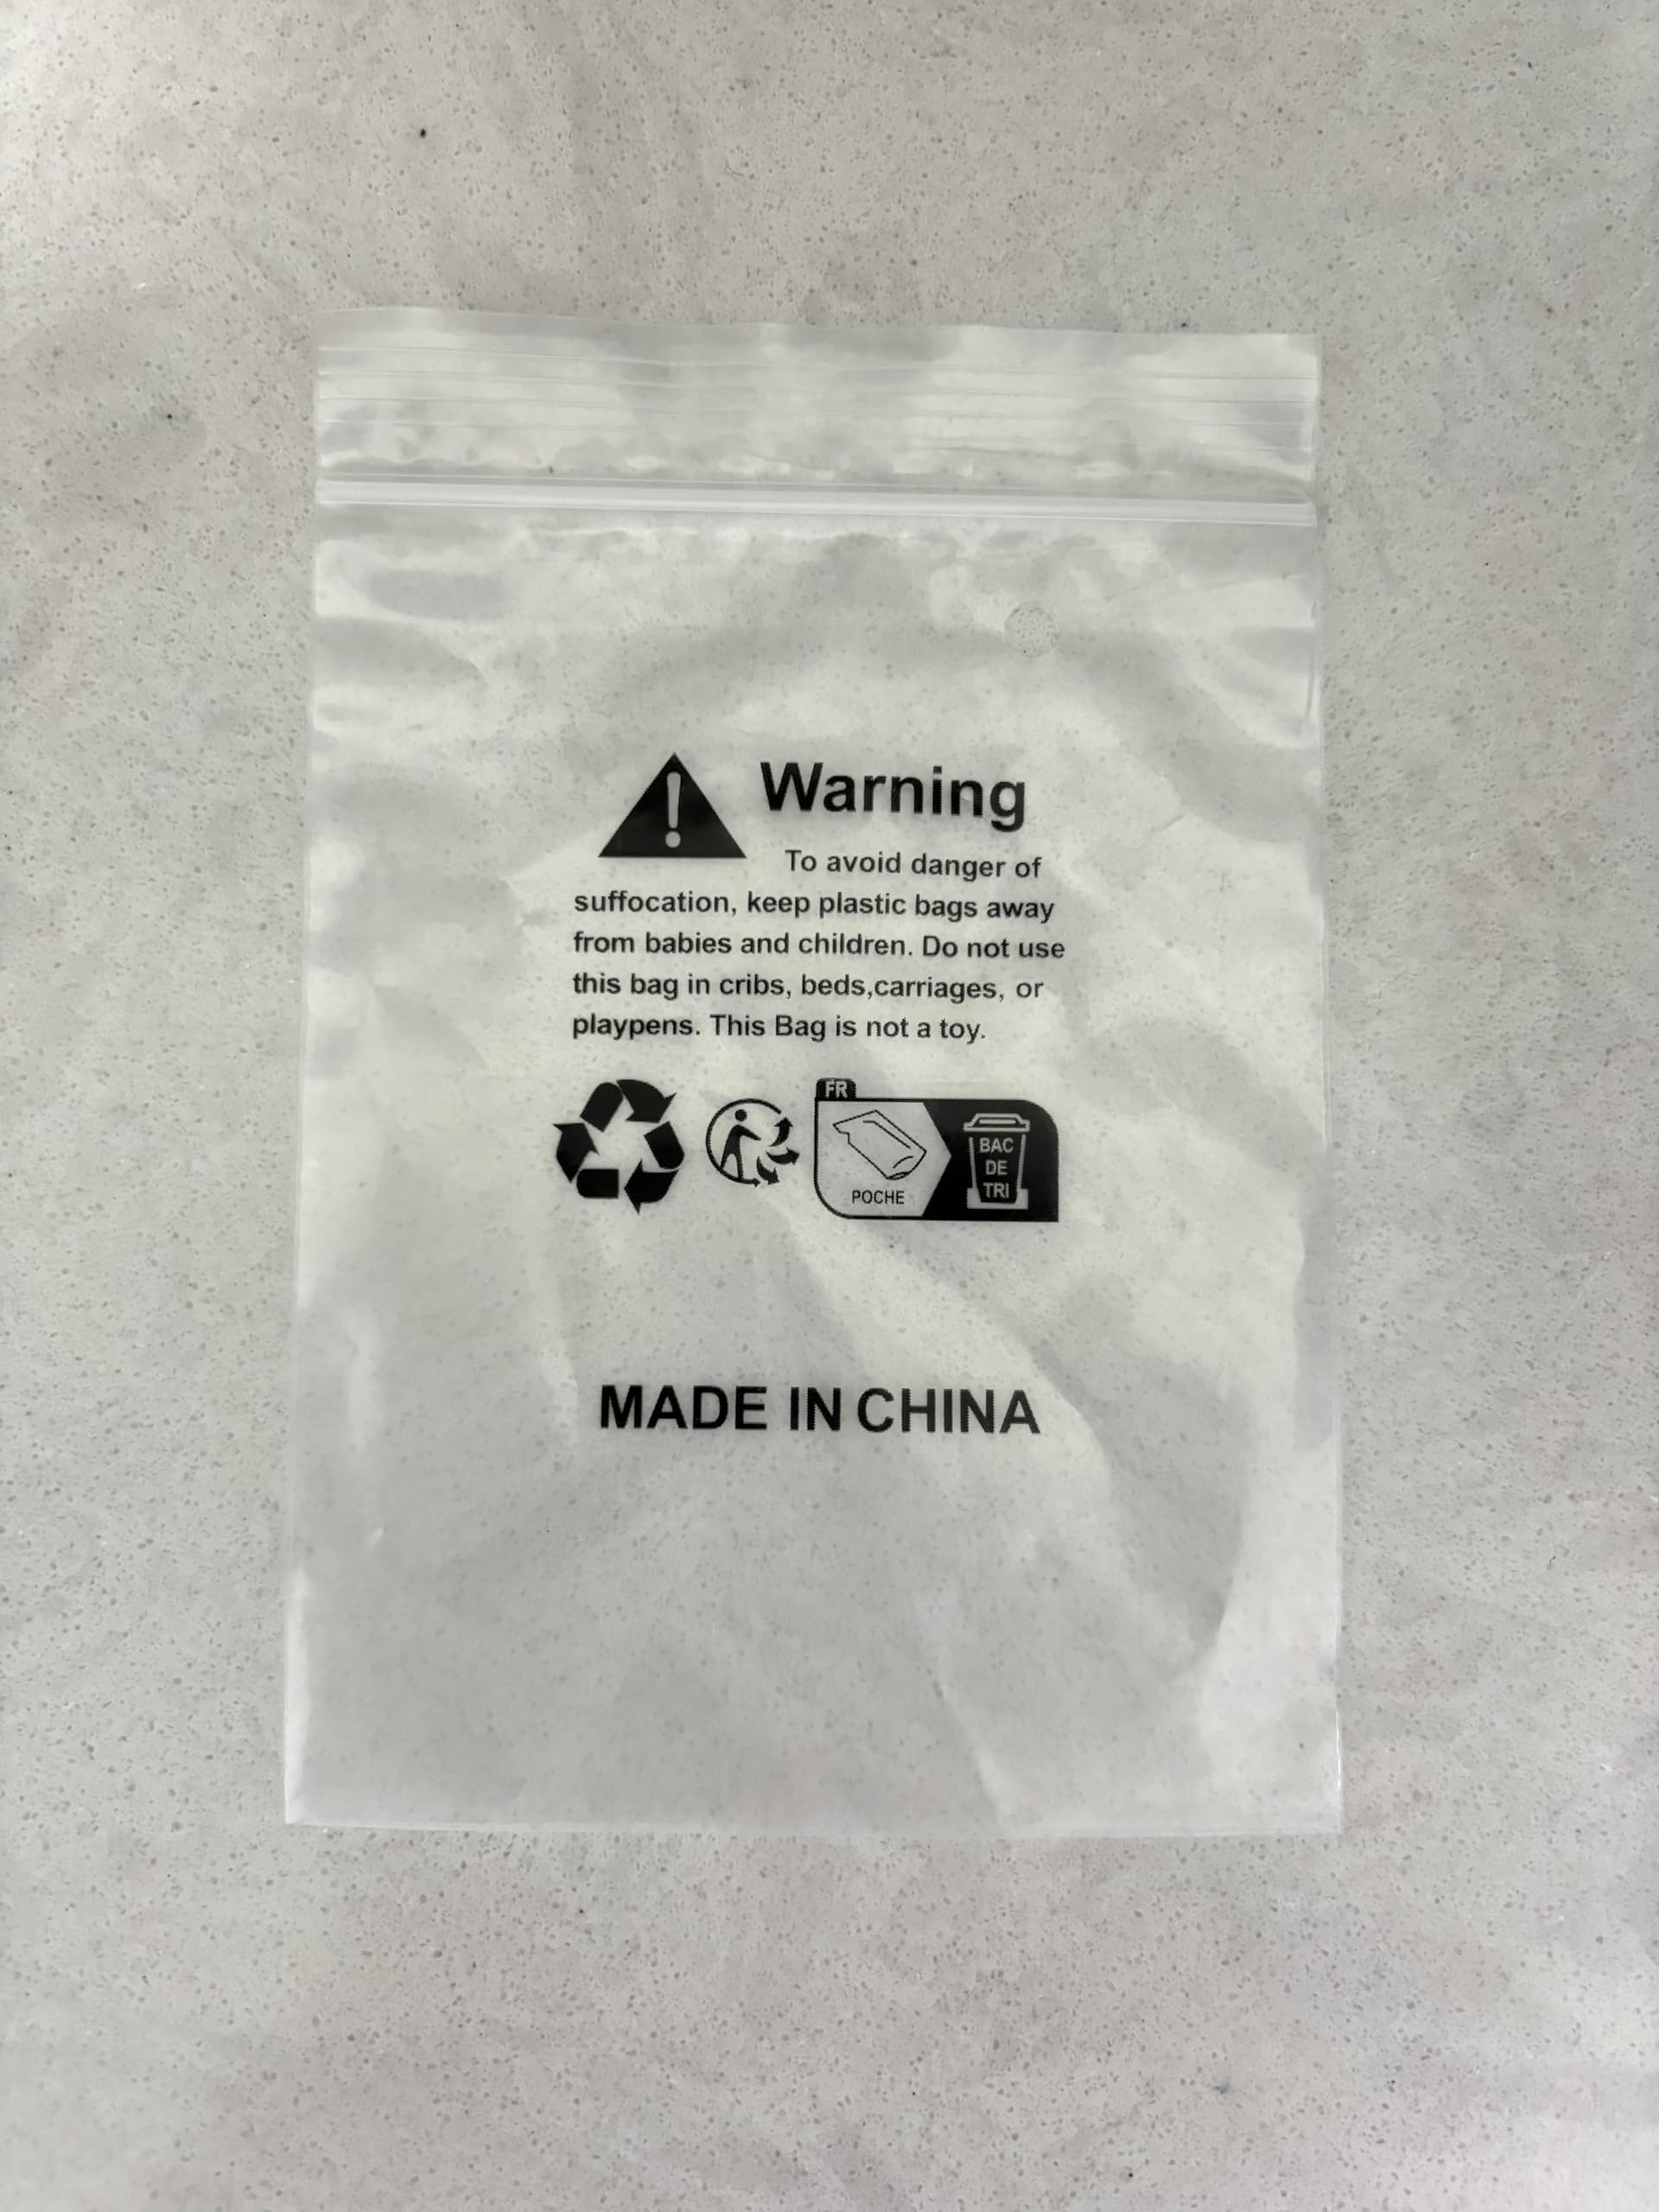 Warning
To avoid danger of
suffocation, keep plastic bags away
from babies and children. Do not use
this bag in cribs, beds,carriages, or
playpens. This Bag is not a toy.
FR
POCHE
BAC
DE
TRI
MADE IN CHINA